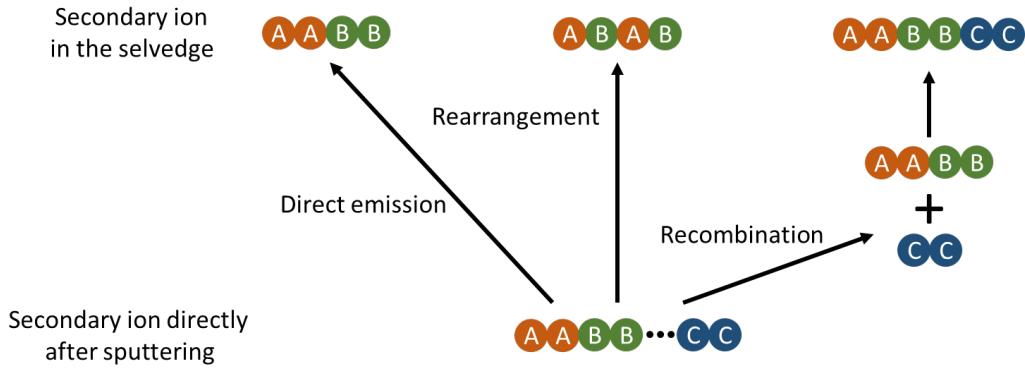 Secondary ion
in the selvedge
A A B B
A B A B
A A B B C C
Rearrangement
A A B B
+
Direct emission
Recombination
C C
Secondary ion directly
after sputtering
A A B B ••• C C